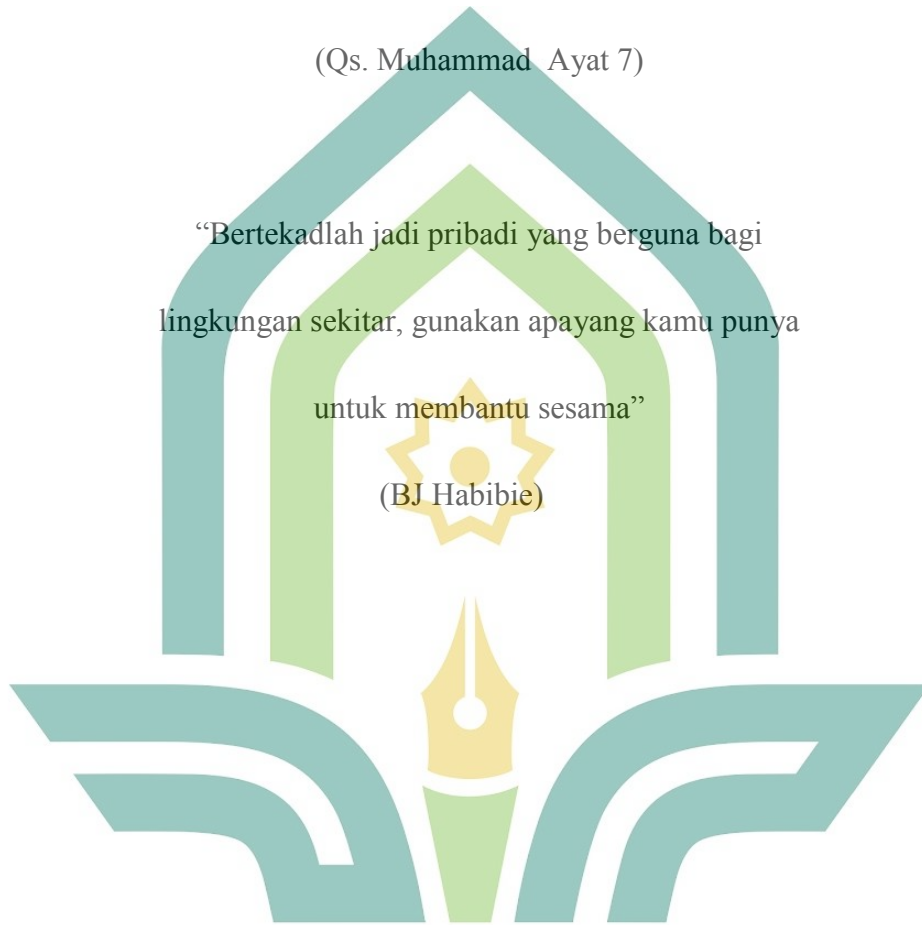 (Qs. Muhammad  Ayat 7)
“Bertekadlah jadi pribadi yang berguna bagi
lingkungan sekitar, gunakan apayang kamu punya
untuk membantu sesama”
(BJ Habibie)